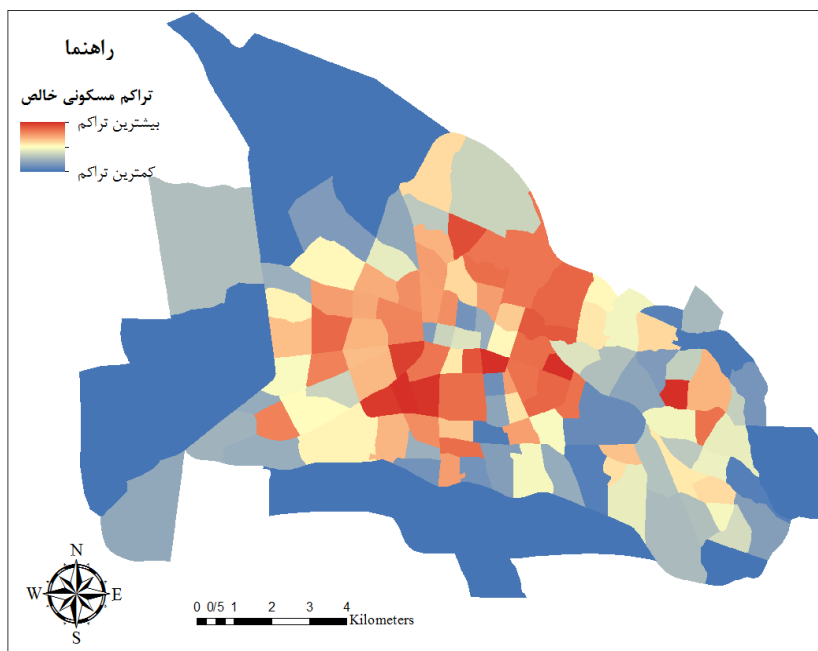 راهنما
تراکم مسکونی خالص
بیشترین تراکم
کمترین تراکم
N
W E
S
0 0/5 1 2 3 4
Kilometers